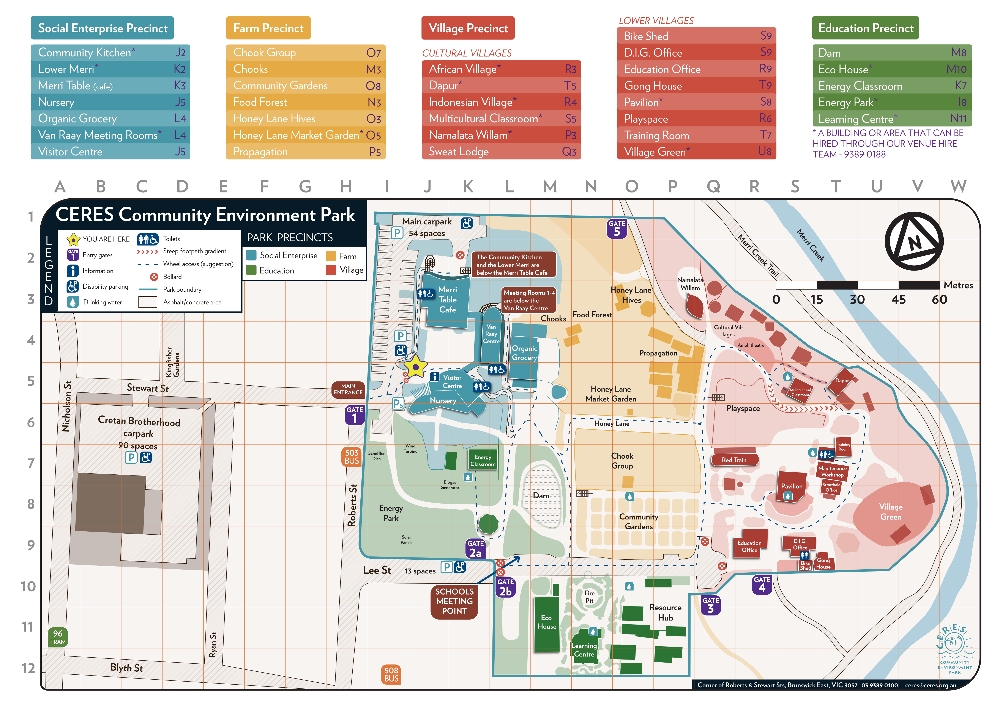 Social Enterprise Precinct
Community Kitchen* J2
Lower Merri* K2
Merri Table (cafe) K3
Nursery J5
Organic Grocery L4
Van Raay Meeting Rooms* L4
Visitor Centre J5
Farm Precinct
Chook Group O7
Chooks M3
Community Gardens O8
Food Forest N3
Honey Lane Hives O3
Honey Lane Market Garden* O5
Propagation P5
Village Precinct
CULTURAL VILLAGES
African Village* R3
Dapur* T5
Indonesian Village* R4
Multicultural Classroom* S5
Namalata Willam* P3
Sweat Lodge Q3
LOWER VILLAGES
Bike Shed S9
D.I.G. Office S9
Education Office R9
Gong House T9
Pavilion* S8
Playspace R6
Training Room T7
Village Green* U8
Education Precinct
Dam M8
Eco House* M10
Energy Classroom K7
Energy Park* I8
Learning Centre* N11
* A BUILDING OR AREA THAT CAN BE
HIRED THROUGH OUR VENUE HIRE
TEAM - 9389 0188
A B C D E F G H I J K L M N O P Q R S T U V W
1
2
3
4
5
6
7
8
9
10
11
12
CERES Community Environment Park
LEGEND
YOU ARE HERE
GATE
1
Entry gates
i
Information
P
Disability parking
Drinking water
Toilets
Steep footpath gradient
Wheel access (suggestion)
Bollard
Park boundary
Asphalt/concrete area
PARK PRECINCTS
Social Enterprise
Farm
Education
Village
Main carpark
P
P
54 spaces
GATE
5
Merri Creek Trail
Merri Creek
N
Metres
0 15 30 45 60
The Community Kitchen
and the Lower Merri are
below the Merri Table Cafe
Merri
Table
Cafe
Meeting Rooms 1-4
are below the
Van Raay Centre
Van
Raay
Centre
Chooks
Food Forest
Honey Lane
Hives
Namalata
Willam
Cultural Vil-
lages
Amphitheatre
P
P
Organic
Grocery
Propagation
Kingfisher
Gardens
Nicholson St
Stewart St
MAIN
ENTRANCE
i
Visitor
Centre
Nursery
P5
Honey Lane
Market Garden
Multicultural
Classroom
Dapur
Playspace
GATE
1
Cretan Brotherhood
carpark
90 spaces
P
P
Honey Lane
503
BUS
Scheffler
Dish
Wind
Turbine
Energy
Classroom
Biogas
Generator
Chook
Group
Red Train
Training
Room
Maintenance
Workshop
Strawbale
Office
Pavilion
Roberts St
Energy
Park
Dam
Community
Gardens
Village
Green
Solar
Panels
GATE
2a
Education
Office
D.I.G.
Office
Bike
Shed
Gong
House
Lee St
13 spaces
P
P
GATE
2b
SCHOOLS
MEETING
POINT
GATE
4
GATE
3
Fire
Pit
Resource
Hub
Eco
House
Learning
Centre
96
TRAM
Ryan St
Blyth St
508
BUS
CERES
COMMUNITY
ENVIRONMENT
PARK
Corner of Roberts & Stewart Sts, Brunswick East, VIC 3057 03 9389 0100 ceres@ceres.org.au